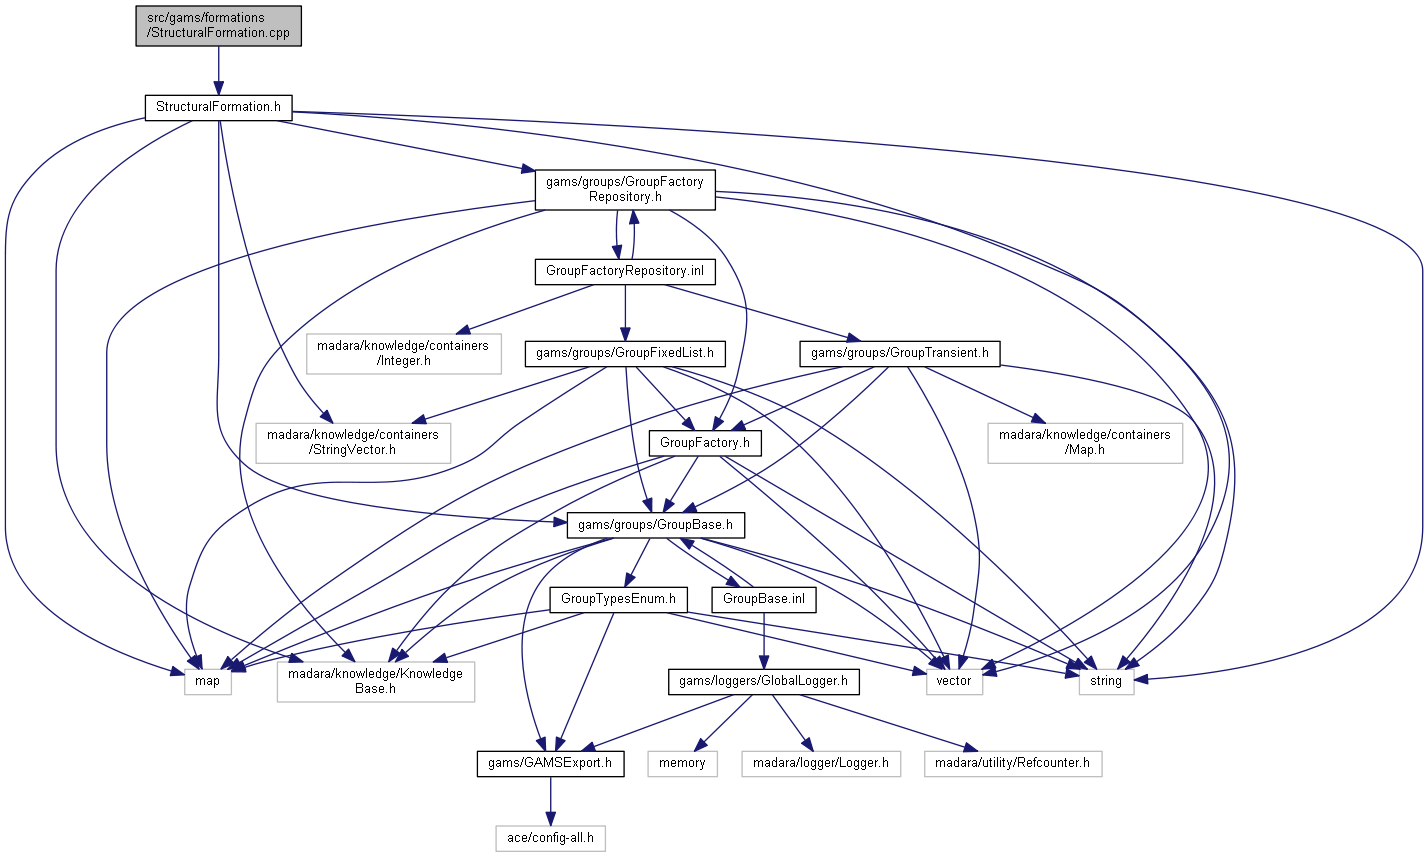 src/gams/formations
/StructuralFormation.cpp
StructuralFormation.h
gams/groups/GroupFactory
Repository.h
GroupFactoryRepository.inl
madara/knowledge/containers
/Integer.h
gams/groups/GroupFixedList.h
gams/groups/GroupTransient.h
madara/knowledge/containers
/StringVector.h
GroupFactory.h
madara/knowledge/containers
/Map.h
gams/groups/GroupBase.h
GroupTypesEnum.h
GroupBase.inl
map
madara/knowledge/Knowledge
Base.h
gams/loggers/GlobalLogger.h
vector
string
gams/GAMSExport.h
memory
madara/logger/Logger.h
madara/utility/Refcounter.h
ace/config-all.h